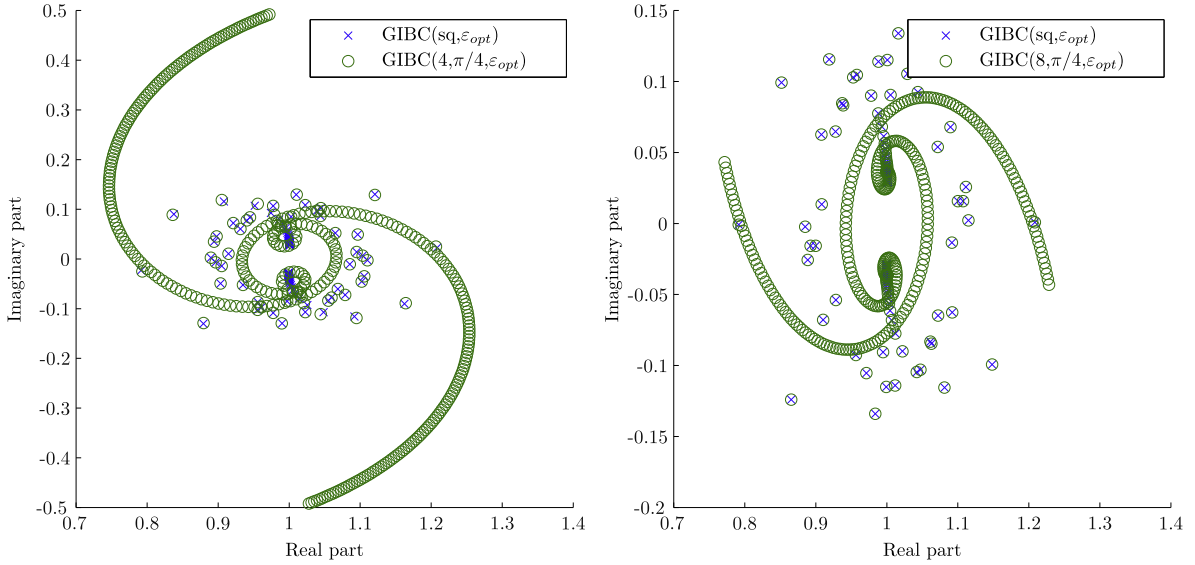 0.5
0.4
0.3
0.2
0.1
0
-0.1
-0.2
-0.3
-0.4
-0.5
Imaginary part
0.7 0.8 0.9 1 1.1 1.2 1.3 1.4
Real part
GIBC(sq,ε_opt)
GIBC(4,π/4,ε_opt)
0.15
0.1
0.05
0
-0.05
-0.1
-0.15
-0.2
Imaginary part
0.7 0.8 0.9 1 1.1 1.2 1.3 1.4
Real part
GIBC(sq,ε_opt)
GIBC(8,π/4,ε_opt)